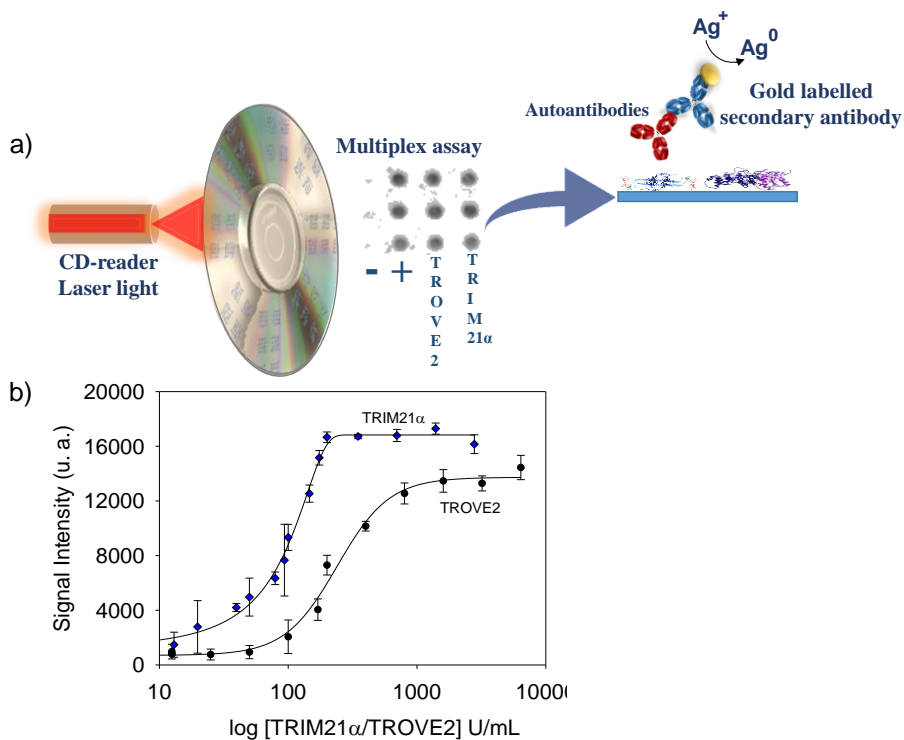 a)
CD-reader
Laser light
Multiplex assay
-
+
TROVE2
TRIM21α
Ag+
Ag0
Gold labelled
secondary antibody
Autoantibodies
b)
Signal Intensity (u. a.)
20000
16000
12000
8000
4000
0
TRIM21α
TROVE2
10
100
1000
10000
log [TRIM21α/TROVE2] U/mL